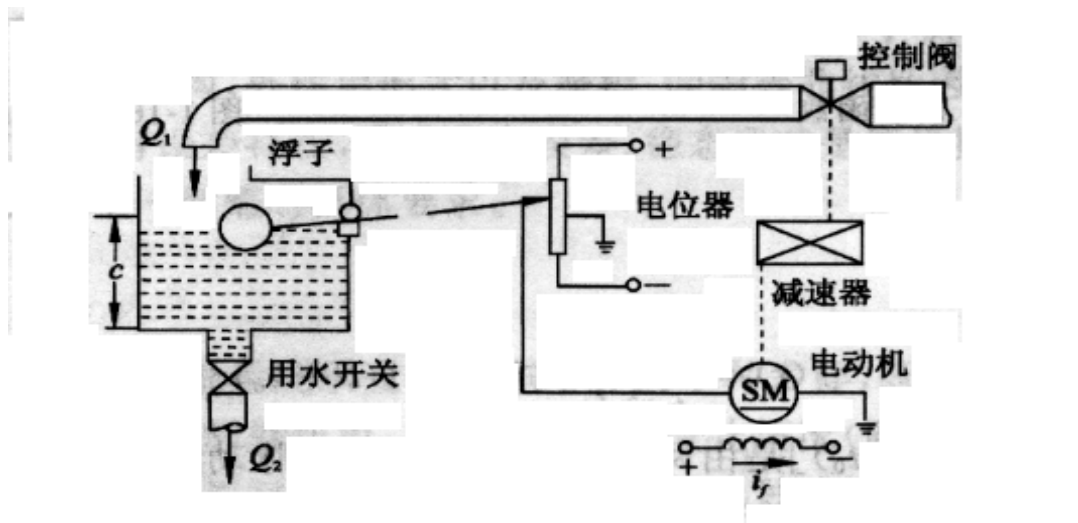 控制阀
Q₁
浮子
+
电位器
c
−
减速器
用水开关
电动机
SM
Q₂
+
−
i_f